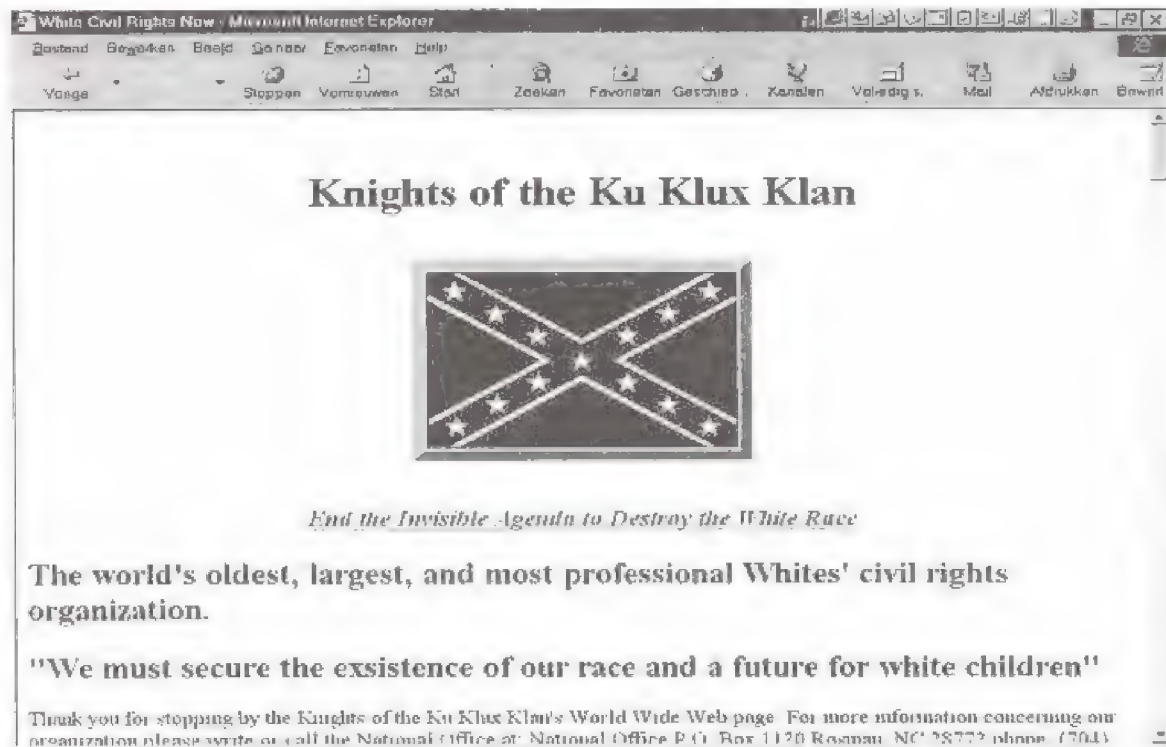 White Civil Rights Now - Microsoft Internet Explorer
Bestand Bewerken Beeld Ga naar Favorieten Help
Vorige Stoppen Vernieuwen Start Zoeken Favorieten Geschied. Kanalen Volledig s. Mail Afdrukken Bewerk
Knights of the Ku Klux Klan
End the Invisible Agenda to Destroy the White Race
The world's oldest, largest, and most professional Whites' civil rights
organization.
"We must secure the exsistence of our race and a future for white children"
Thank you for stopping by the Knights of the Ku Klux Klan's World Wide Web page. For more information concerning our
organization please write or call the National Office at: National Office P.O. Box NC 28772 phone (704)